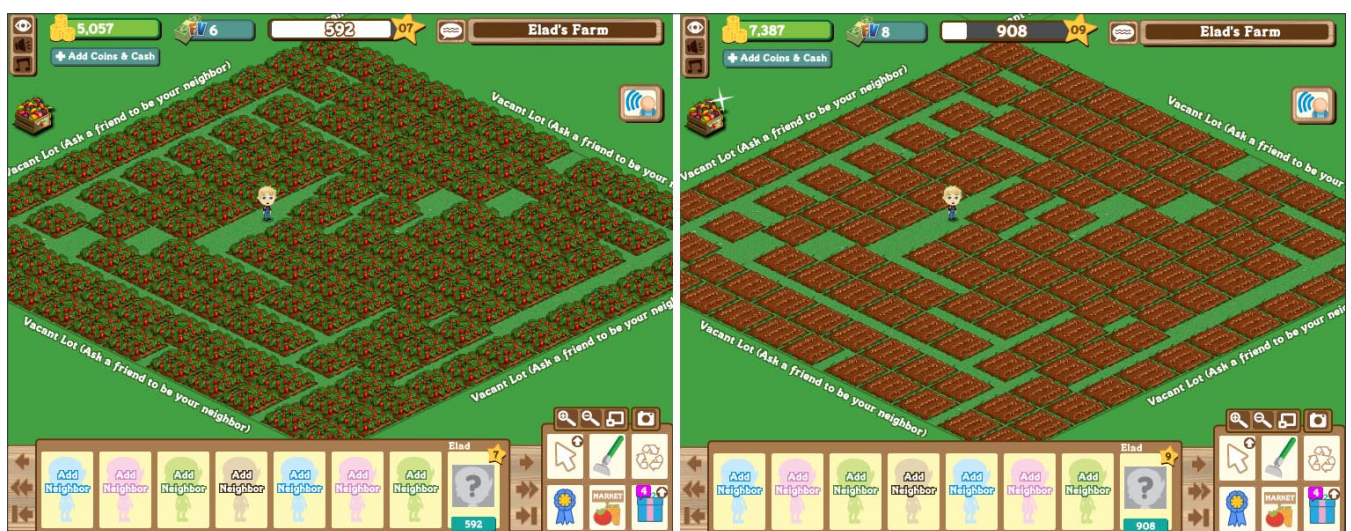 5,057
FV 6
592
07
Elad's Farm
+ Add Coins & Cash
Vacant Lot (Ask a friend to be your neighbor)
Vacant Lot (Ask a friend to be your
Vacant Lot (Ask a friend to be your neighbor)
Vacant Lot (Ask a friend to be your neig
Add Neighbor
Add Neighbor
Add Neighbor
Add Neighbor
Add Neighbor
Add Neighbor
Add Neighbor
Elad
7
?
592
MARKET
4
7,387
FV 8
908
09
Elad's Farm
+ Add Coins & Cash
Vacant Lot (Ask a friend to be your neighbor)
Vacant Lot (Ask a friend to be your
Vacant Lot (Ask a friend to be your neighbor)
Vacant Lot (Ask a friend to be your nei
Add Neighbor
Add Neighbor
Add Neighbor
Add Neighbor
Add Neighbor
Add Neighbor
Add Neighbor
Elad
9
?
908
MARKET
4